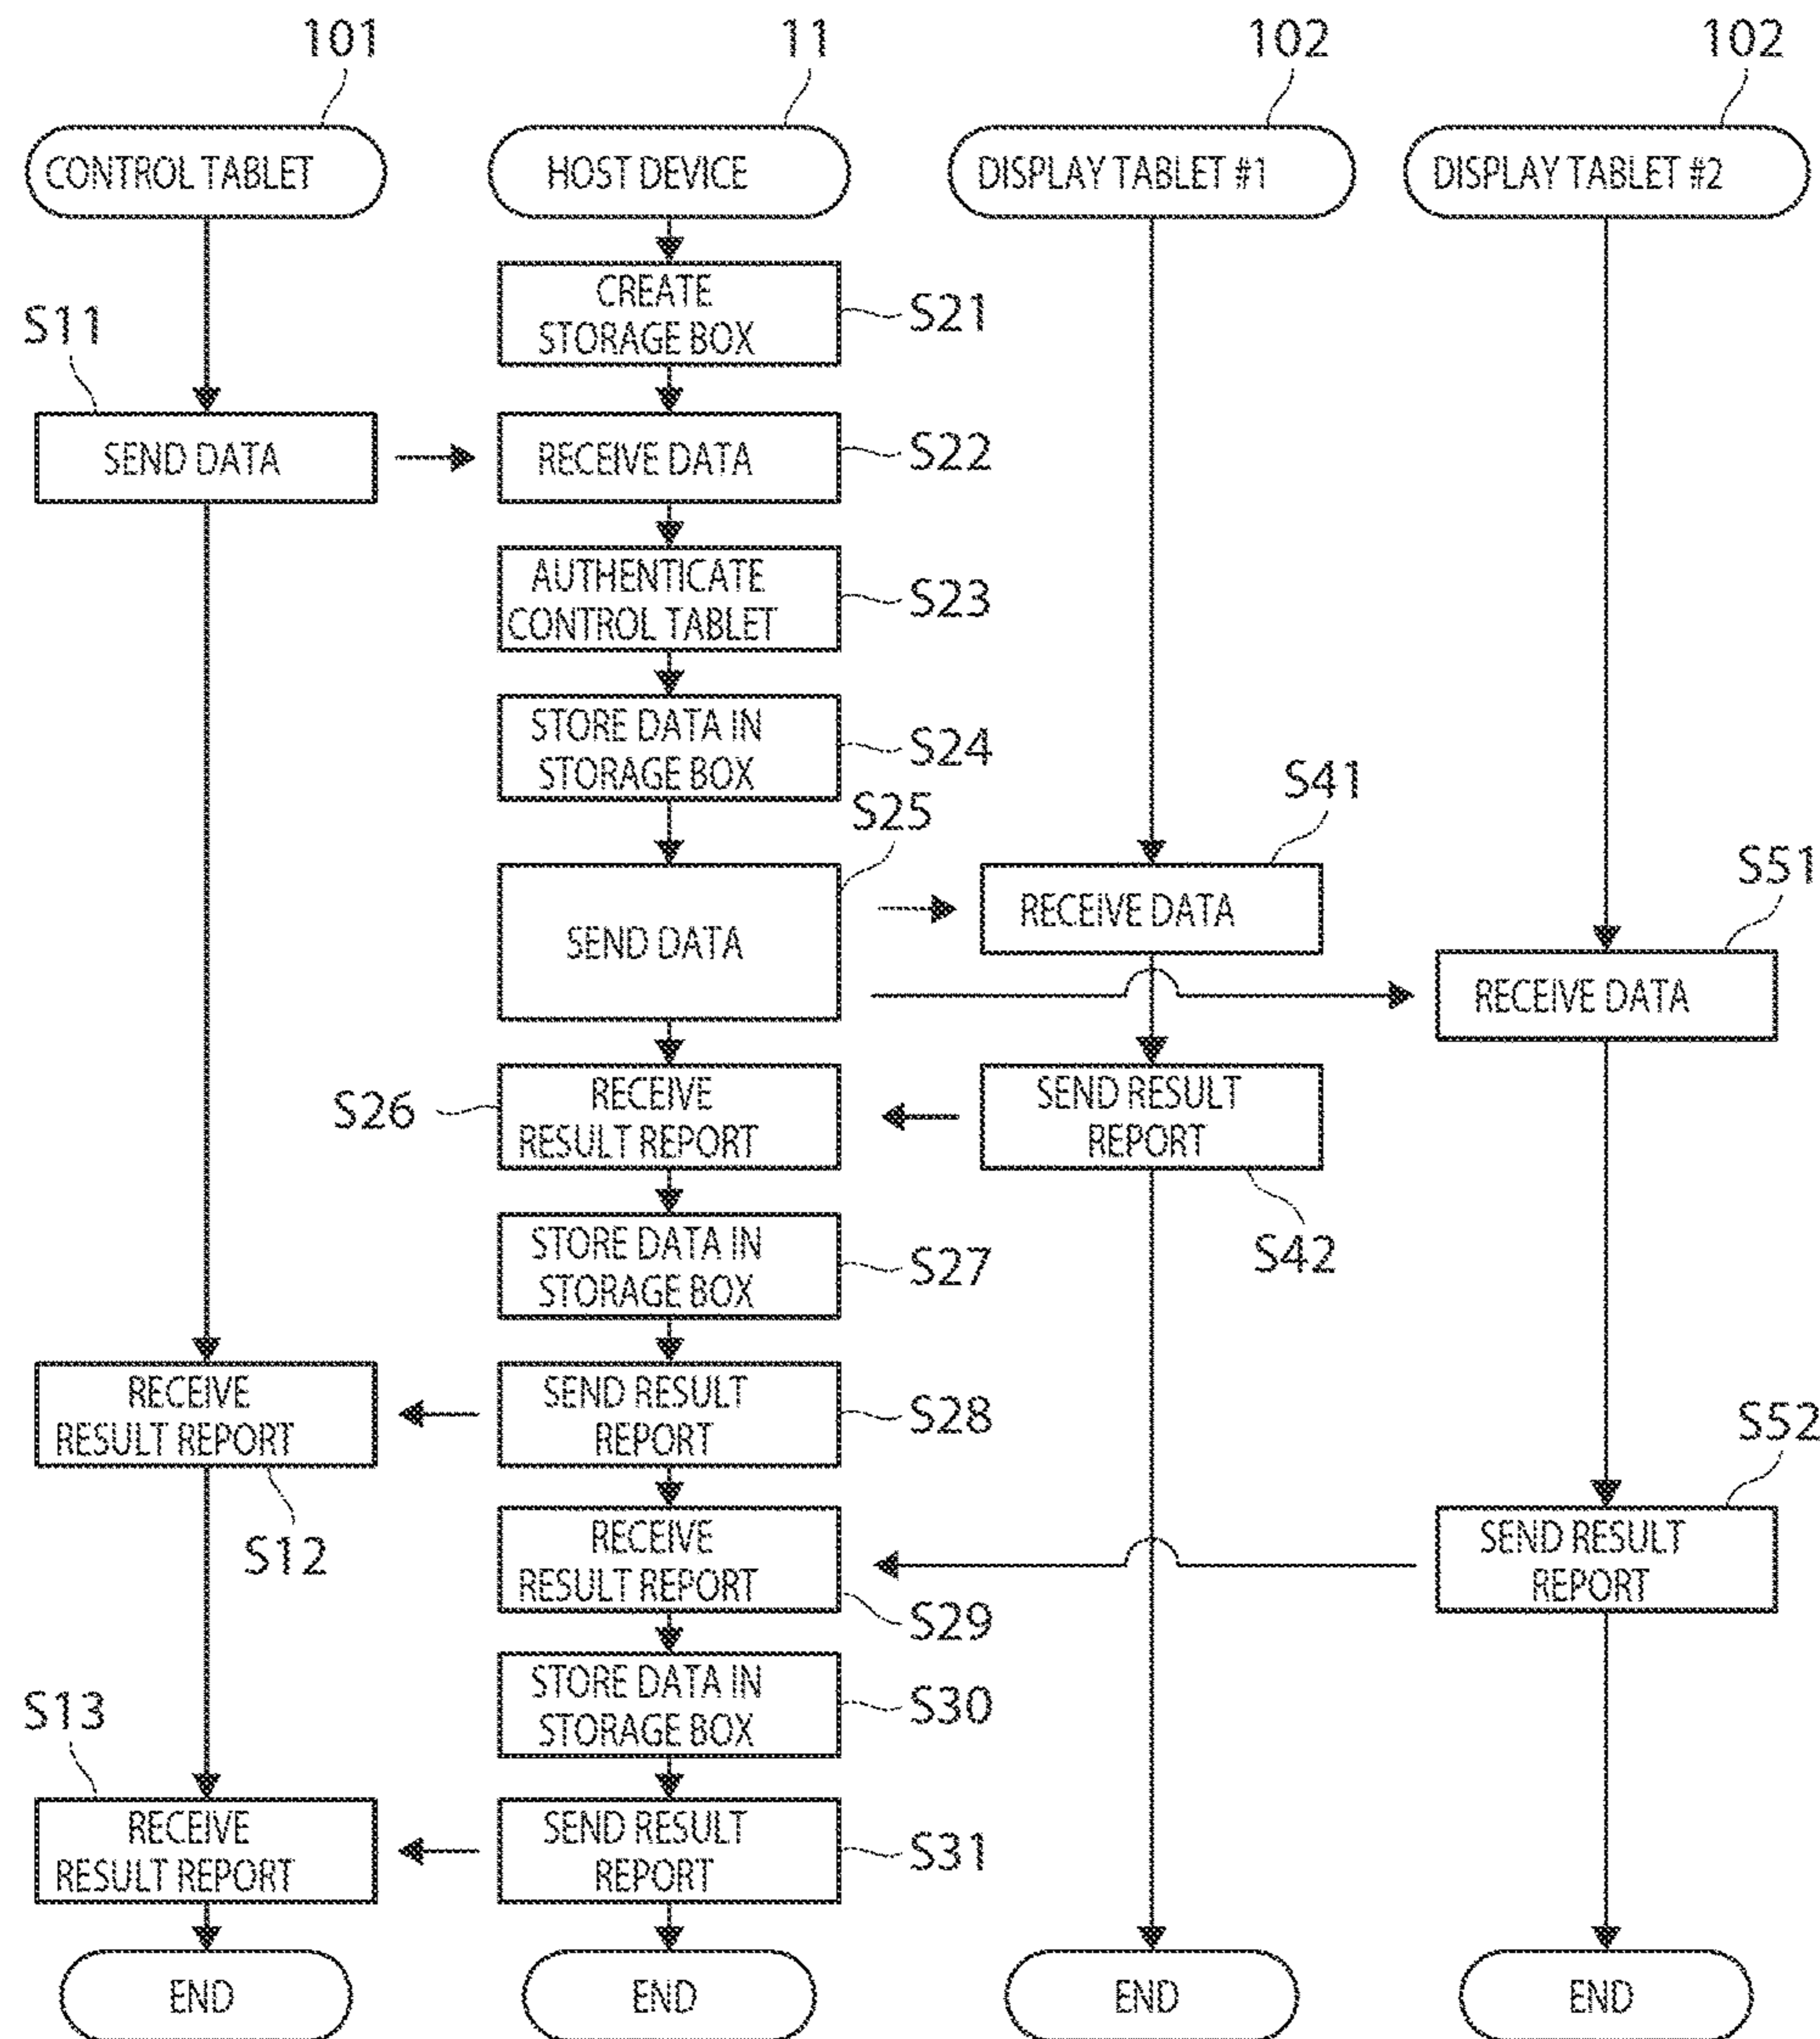 101
11
102
102
CONTROL TABLET
HOST DEVICE
DISPLAY TABLET #1
DISPLAY TABLET #2
CREATE
STORAGE BOX
S21
S11
SEND DATA
RECEIVE DATA
S22
AUTHENTICATE
CONTROL TABLET
S23
STORE DATA IN
STORAGE BOX
S24
S25
S41
S51
SEND DATA
RECEIVE DATA
RECEIVE DATA
S26
RECEIVE
RESULT REPORT
SEND RESULT
REPORT
S42
STORE DATA IN
STORAGE BOX
S27
RECEIVE
RESULT REPORT
S12
SEND RESULT
REPORT
S28
S52
RECEIVE
RESULT REPORT
S29
SEND RESULT
REPORT
STORE DATA IN
STORAGE BOX
S30
S13
RECEIVE
RESULT REPORT
SEND RESULT
REPORT
S31
END
END
END
END